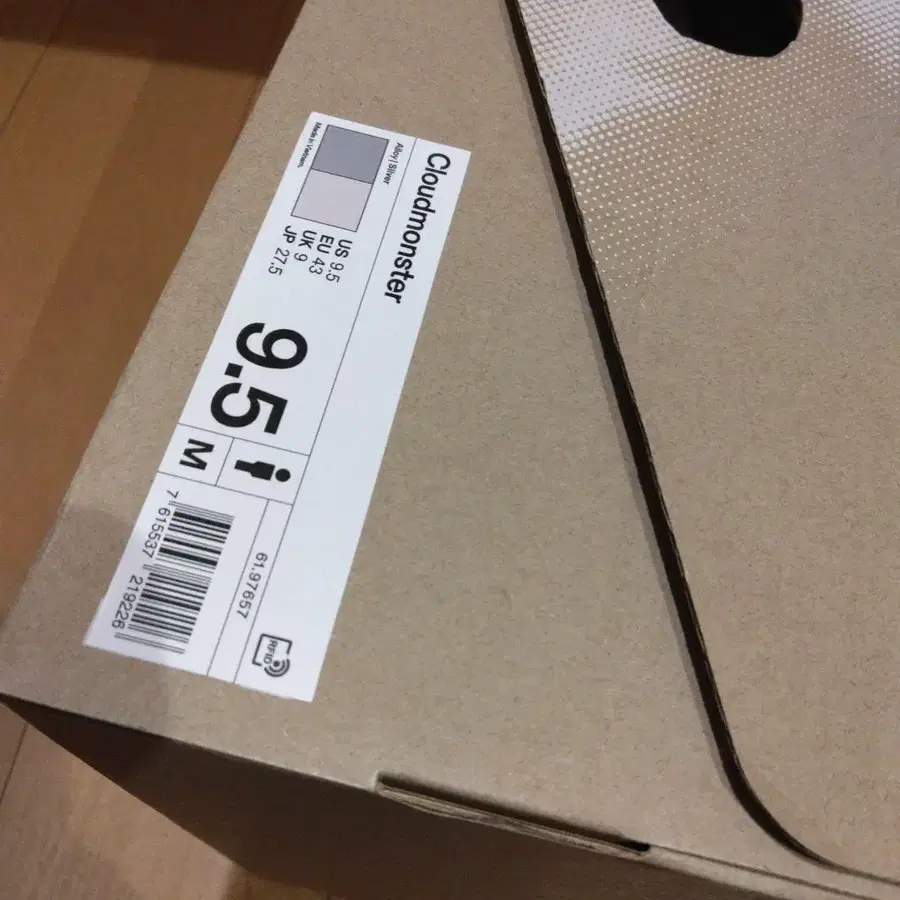 Cloudmonster
Alloy | Silver
Made in Vietnam.
US 9.5
EU 43
UK 9
JP 27.5
9.5
M
61.97657
RFID
7 615537 219226